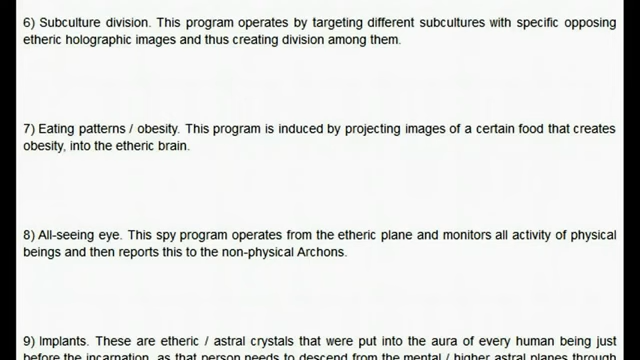 6) Subculture division. This program operates by targeting different subcultures with specific opposing
etheric holographic images and thus creating division among them.
7) Eating patterns / obesity. This program is induced by projecting images of a certain food that creates
obesity, into the etheric brain.
8) All-seeing eye. This spy program operates from the etheric plane and monitors all activity of physical
beings and then reports this to the non-physical Archons.
9) Implants. These are etheric / astral crystals that were put into the aura of every human being just
before the incarnation, as that person needs to descend from the mental / higher astral planes through